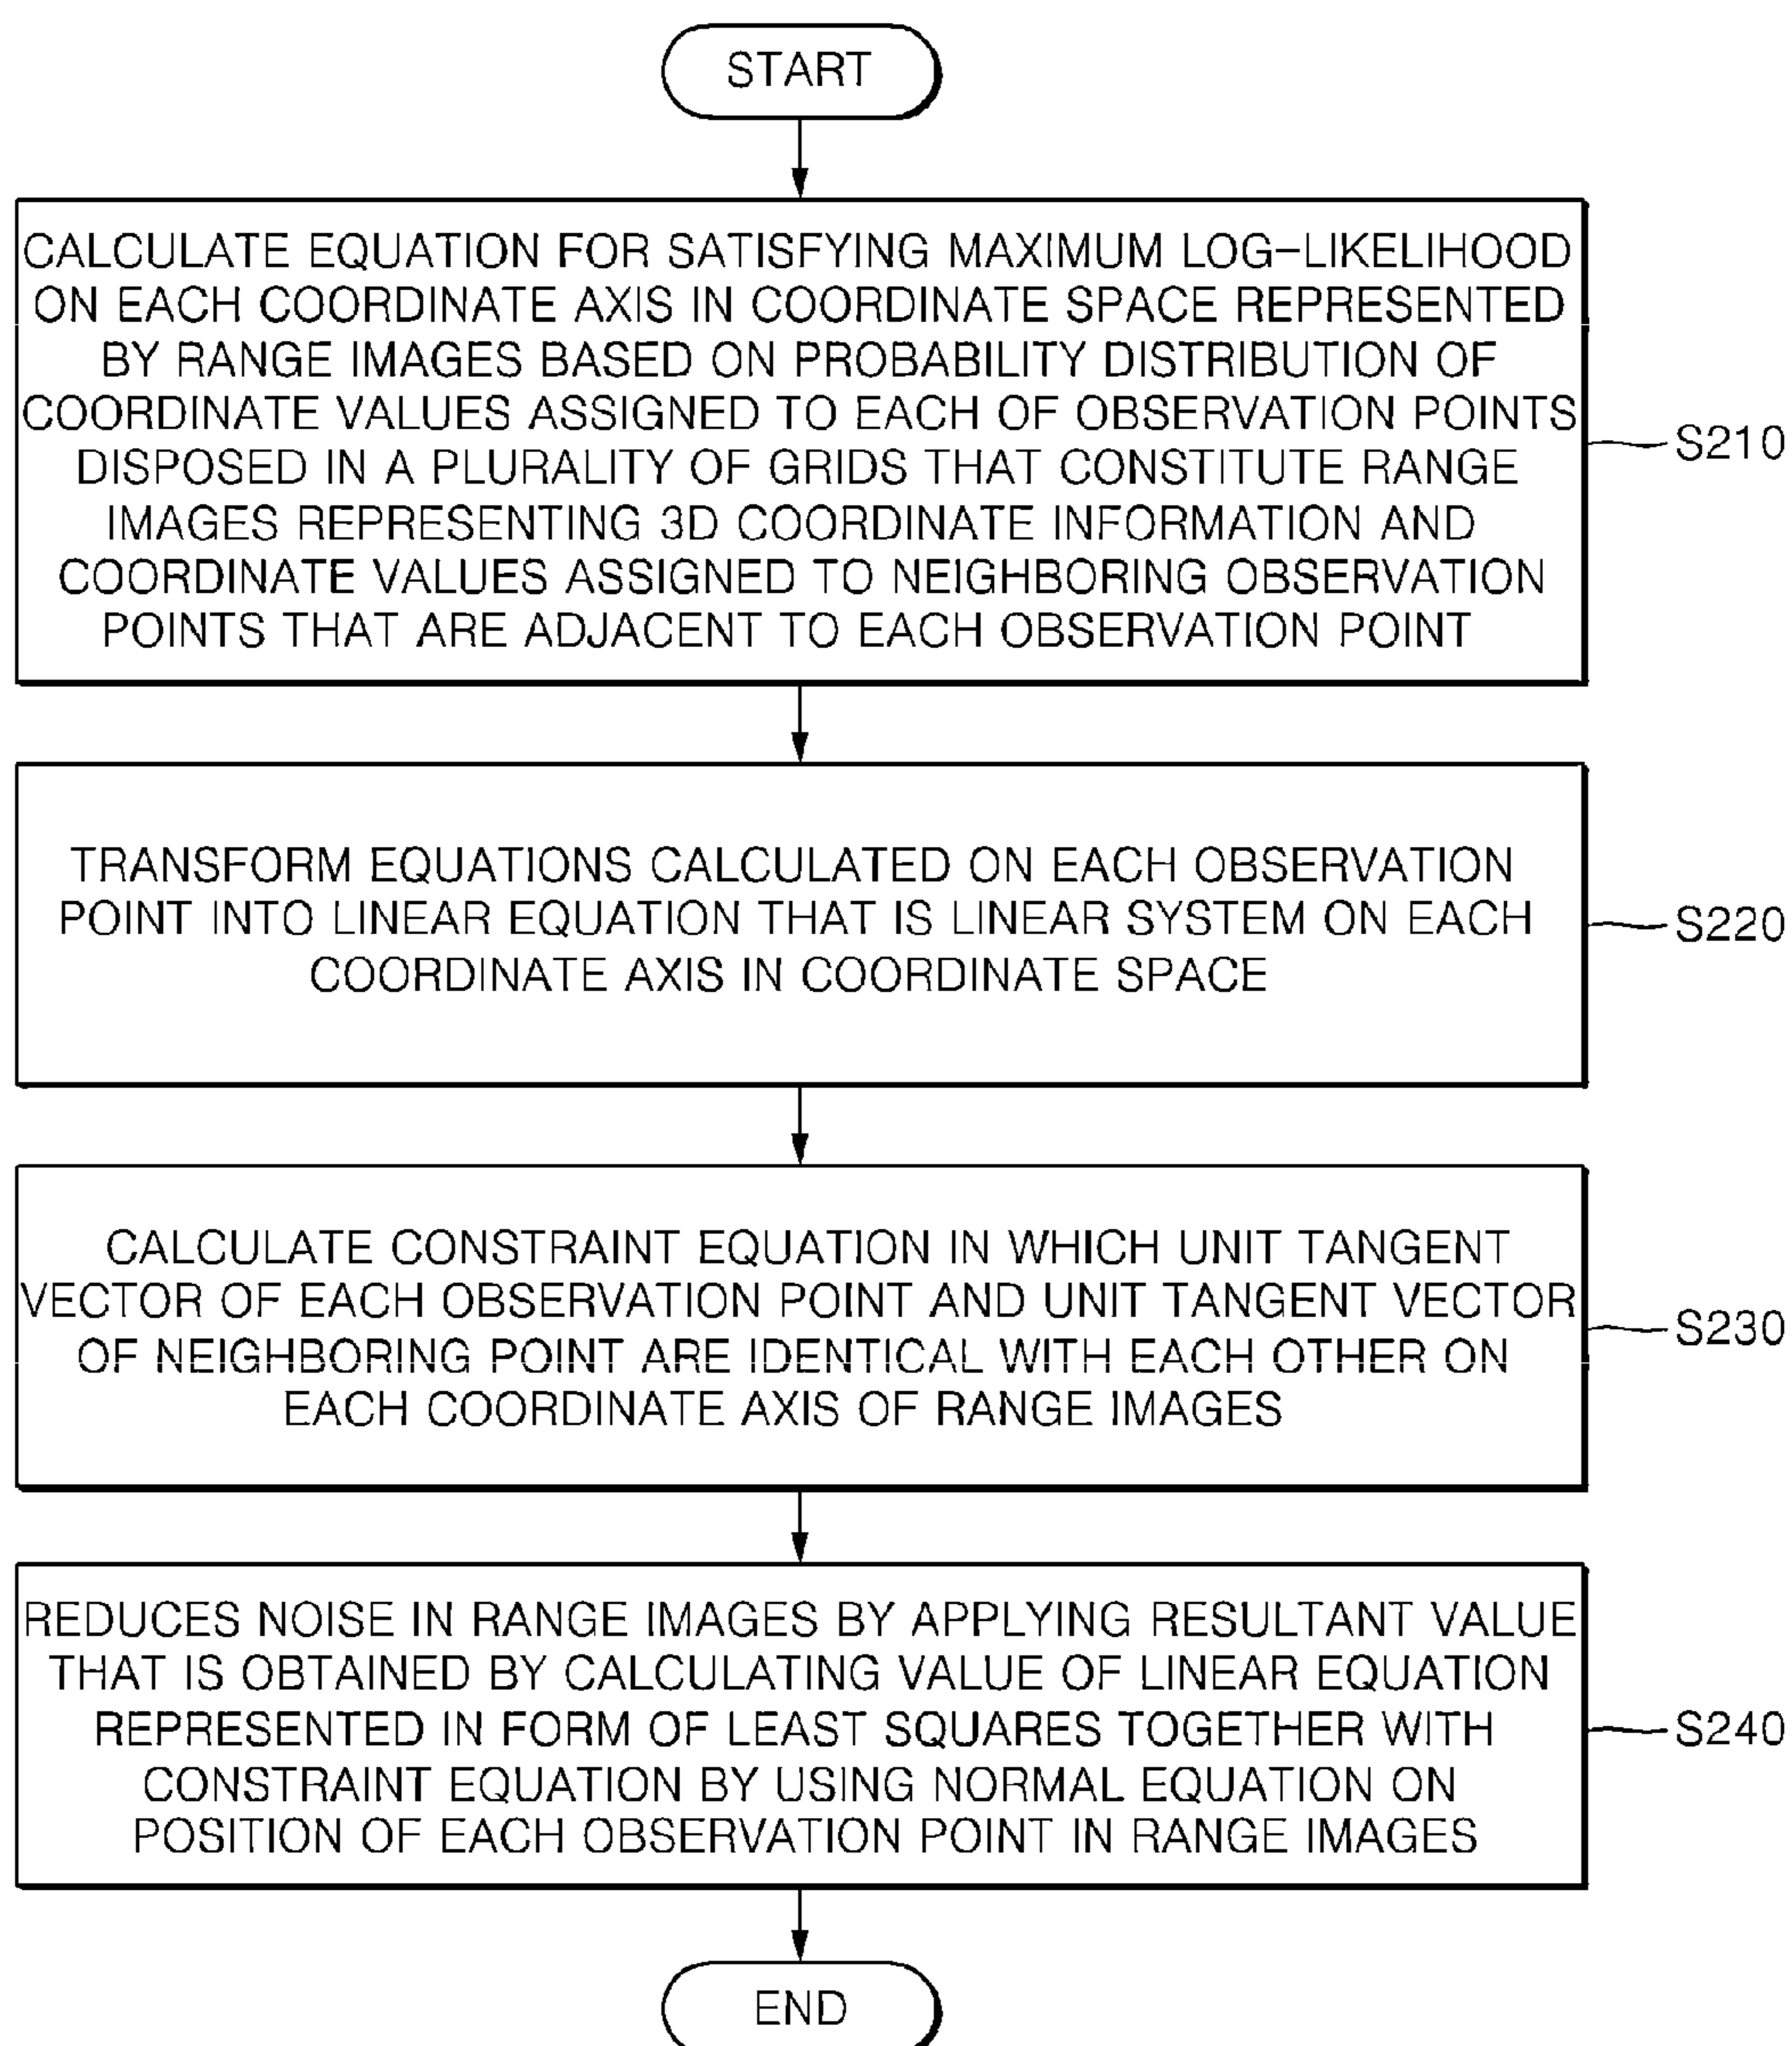 START
CALCULATE EQUATION FOR SATISFYING MAXIMUM LOG-LIKELIHOOD
ON EACH COORDINATE AXIS IN COORDINATE SPACE REPRESENTED
BY RANGE IMAGES BASED ON PROBABILITY DISTRIBUTION OF
COORDINATE VALUES ASSIGNED TO EACH OF OBSERVATION POINTS
DISPOSED IN A PLURALITY OF GRIDS THAT CONSTITUTE RANGE
IMAGES REPRESENTING 3D COORDINATE INFORMATION AND
COORDINATE VALUES ASSIGNED TO NEIGHBORING OBSERVATION
POINTS THAT ARE ADJACENT TO EACH OBSERVATION POINT
S210
TRANSFORM EQUATIONS CALCULATED ON EACH OBSERVATION
POINT INTO LINEAR EQUATION THAT IS LINEAR SYSTEM ON EACH
COORDINATE AXIS IN COORDINATE SPACE
S220
CALCULATE CONSTRAINT EQUATION IN WHICH UNIT TANGENT
VECTOR OF EACH OBSERVATION POINT AND UNIT TANGENT VECTOR
OF NEIGHBORING POINT ARE IDENTICAL WITH EACH OTHER ON
EACH COORDINATE AXIS OF RANGE IMAGES
S230
REDUCES NOISE IN RANGE IMAGES BY APPLYING RESULTANT VALUE
THAT IS OBTAINED BY CALCULATING VALUE OF LINEAR EQUATION
REPRESENTED IN FORM OF LEAST SQUARES TOGETHER WITH
CONSTRAINT EQUATION BY USING NORMAL EQUATION ON
POSITION OF EACH OBSERVATION POINT IN RANGE IMAGES
S240
END